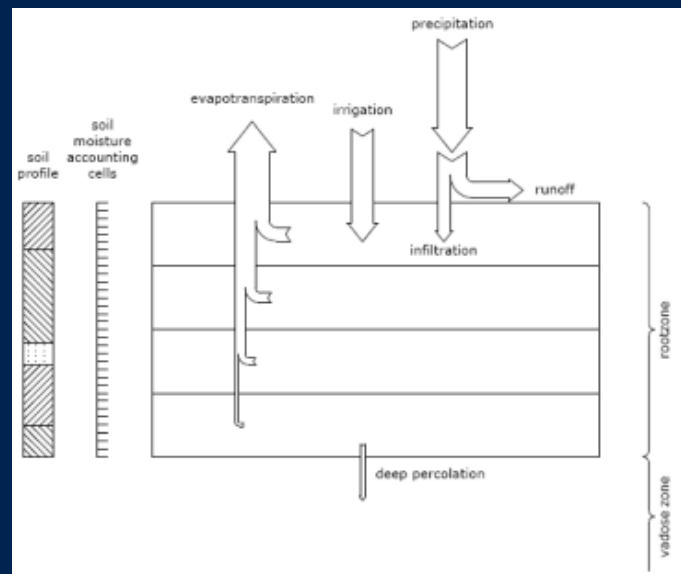 precipitation
evapotranspiration
irrigation
soil
moisture
accounting
cells
soil
profile
runoff
infiltration
rootzone
deep percolation
vadose zone